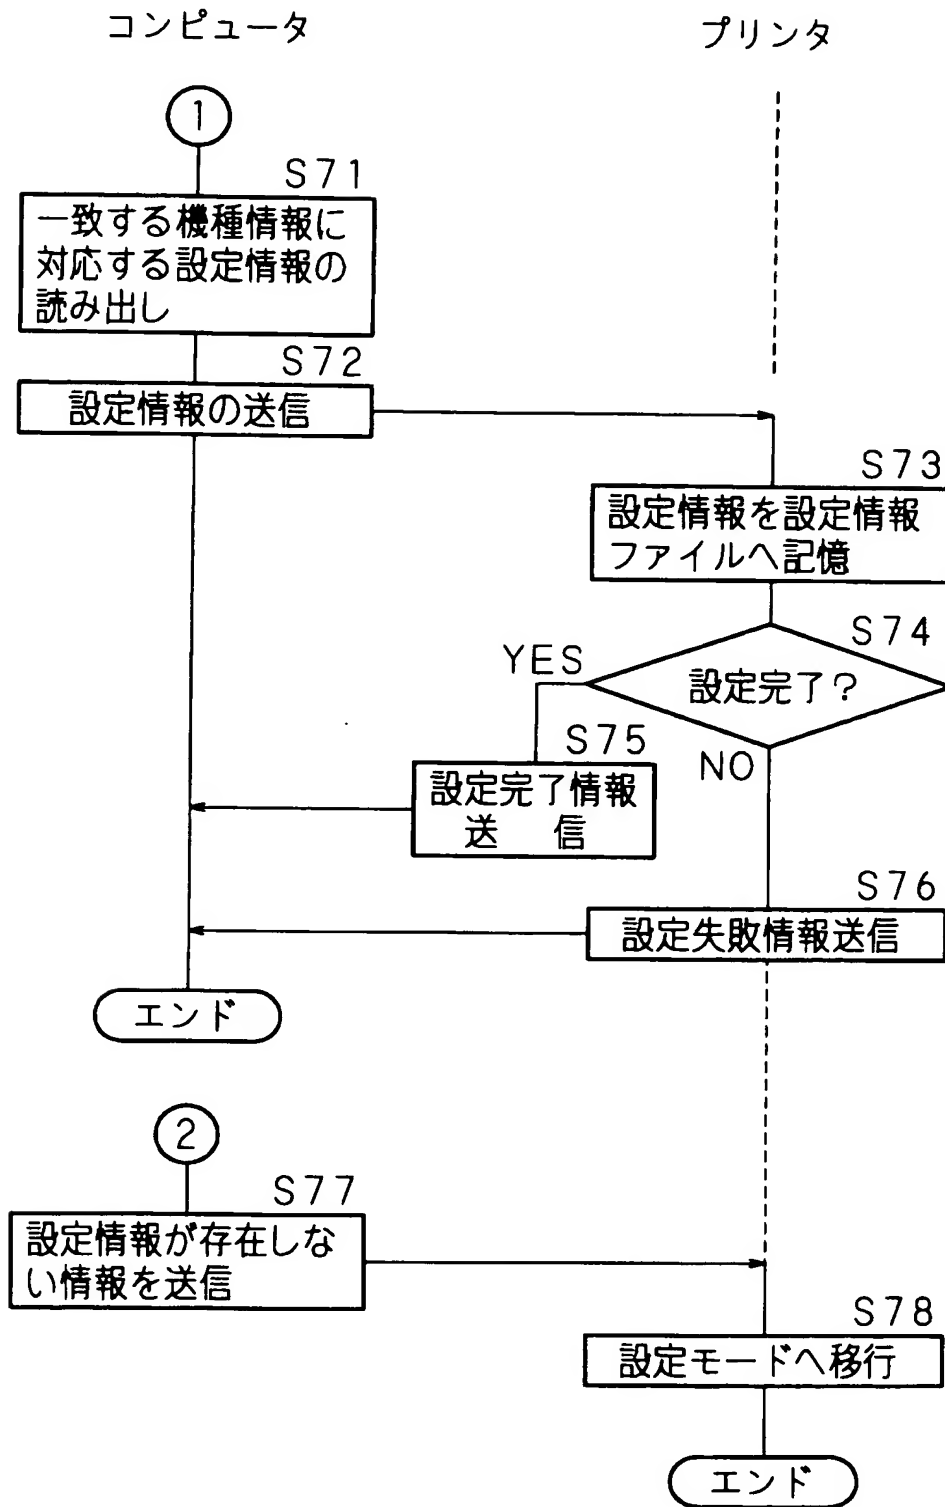 コンピュータ
プリンタ
1
S71
一致する機種情報に
対応する設定情報の
読み出し
S72
設定情報の送信
S73
設定情報を設定情報
ファイルへ記憶
S74
設定完了?
YES
NO
S75
設定完了情報
送 信
S76
設定失敗情報送信
エンド
2
S77
設定情報が存在しな
い情報を送信
S78
設定モードへ移行
エンド